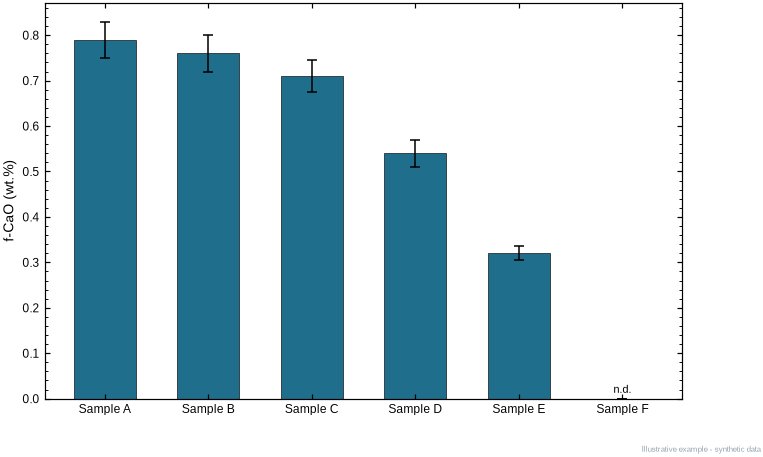 f-CaO (wt.%)
0.8
0.7
0.6
0.5
0.4
0.3
0.2
0.1
0.0
n.d.
Sample A Sample B Sample C Sample D Sample E Sample F
Illustrative example - synthetic data